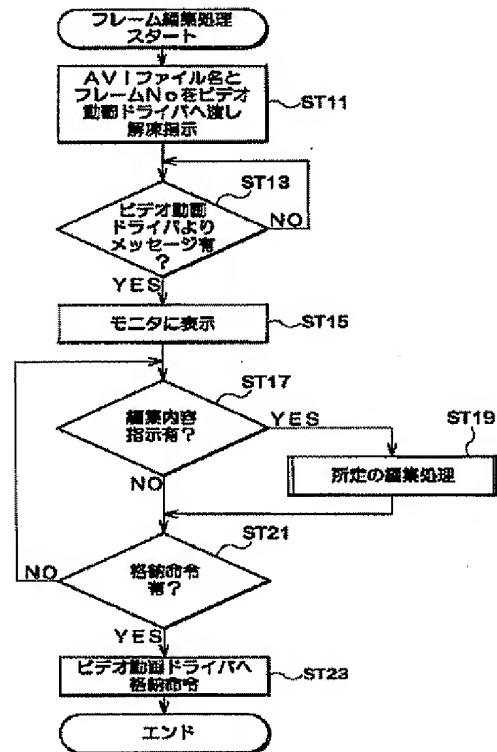 フレーム編集処理
スタート
AVIファイル名と
フレームNoをビデオ
動画ドライバへ渡し
解凍指示
ST11
ST13
ビデオ動画
ドライバより
メッセージ有
?
NO
YES
モニタに表示
ST15
ST17
編集内容
指示有?
YES
ST19
所定の編集処理
NO
ST21
格納命令
有?
NO
YES
ビデオ動画ドライバへ
格納命令
ST23
エンド